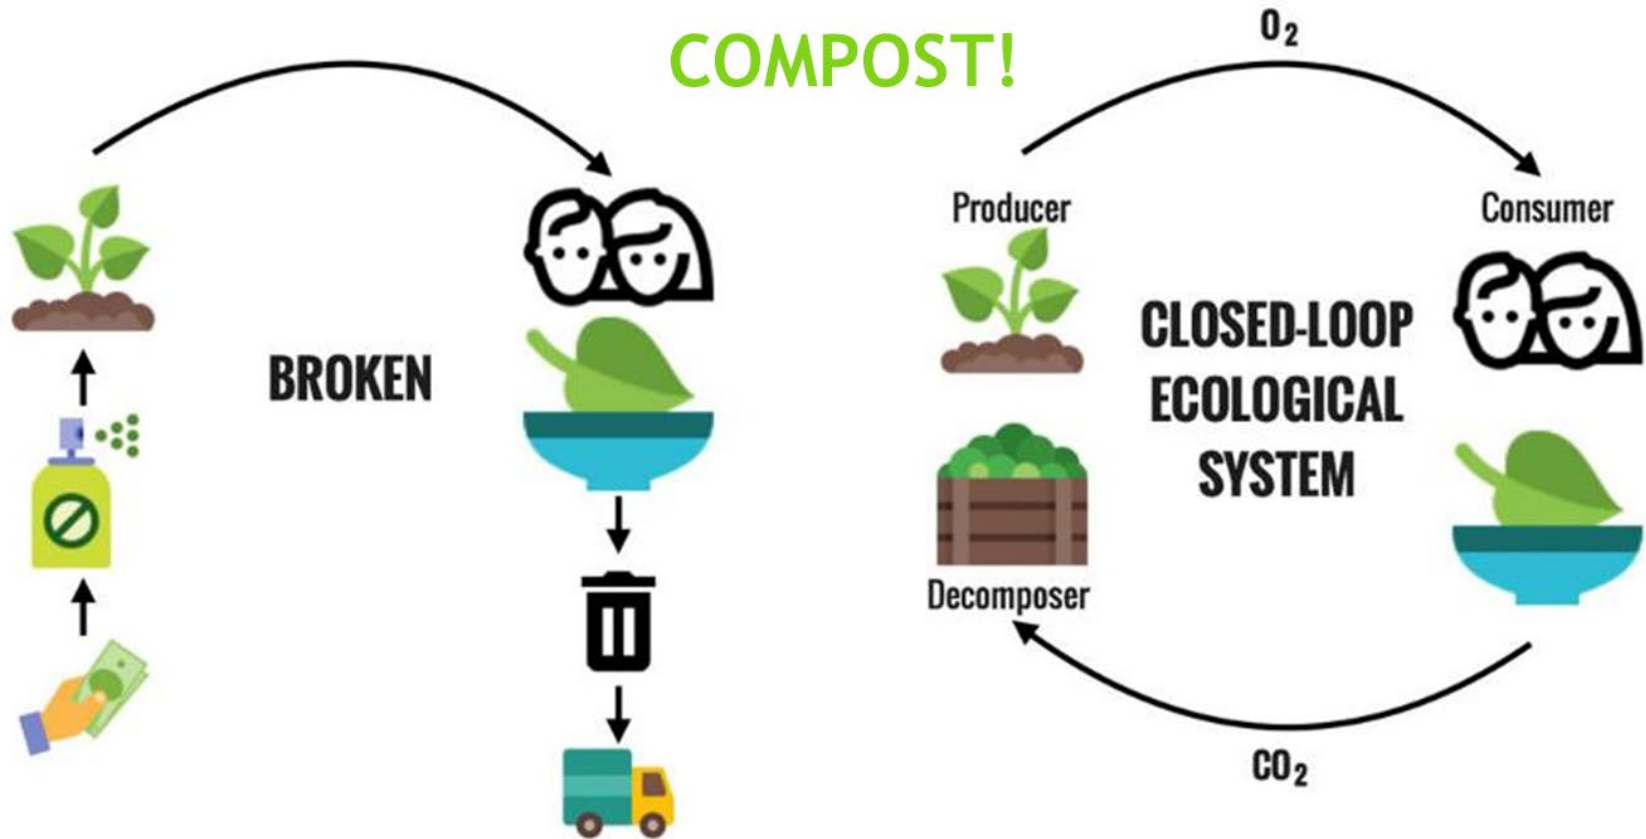 COMPOST!
BROKEN
O₂
Producer
Consumer
CLOSED-LOOP
ECOLOGICAL
SYSTEM
Decomposer
CO₂